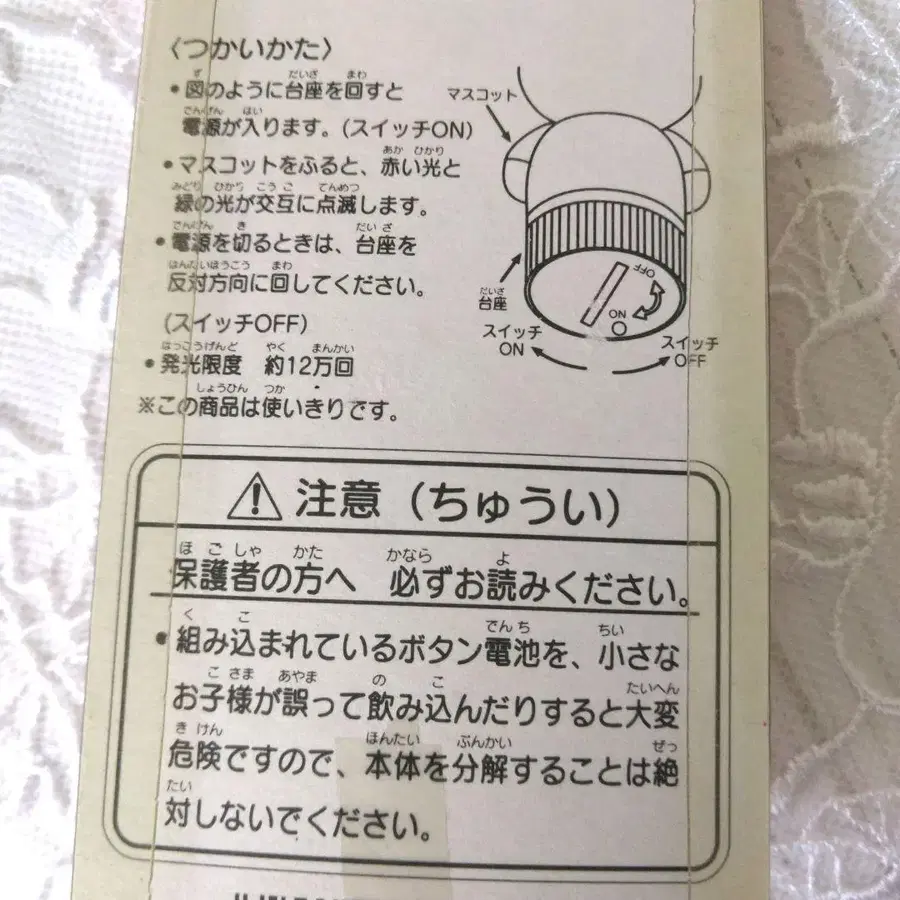 〈つかいかた〉
•図のように台座を回すと
電源が入ります。(スイッチON)
•マスコットをふると、赤い光と
緑の光が交互に点滅します。
•電源を切るときは、台座を
反対方向に回してください。
(スイッチOFF)
•発光限度 約12万回
※この商品は使いきりです。
マスコット
台座
OFF
ON
スイッチ
ON
スイッチ
OFF
注意（ちゅうい）
保護者の方へ 必ずお読みください。
•組み込まれているボタン電池を、小さな
お子様が誤って飲み込んだりすると大変
危険ですので、本体を分解することは絶
対しないでください。